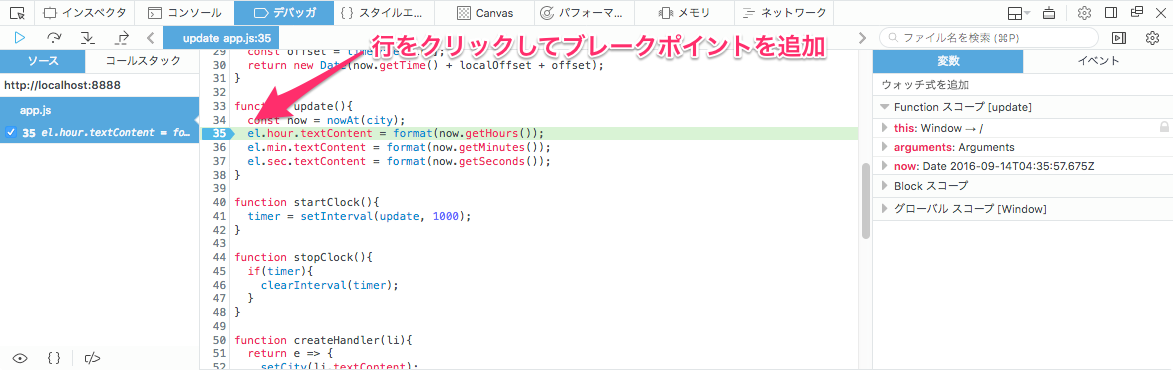 インスペクタ コンソール デバッガ スタイルエ... Canvas パフォーマ... メモリ ネットワーク
update app.js:35
ファイル名を検索 (⌘P)
行をクリックしてブレークポイントを追加
ソース コールスタック
http://localhost:8888
app.js
35 el.hour.textContent = fo…
30 return new Date(now.getTime() + localOffset + offset);
31 }
32
33 function update(){
34 const now = nowAt(city);
35 el.hour.textContent = format(now.getHours());
36 el.min.textContent = format(now.getMinutes());
37 el.sec.textContent = format(now.getSeconds());
38 }
39
40 function startClock(){
41 timer = setInterval(update, 1000);
42 }
43
44 function stopClock(){
45 if(timer){
46 clearInterval(timer);
47 }
48 }
49
50 function createHandler(li){
51 return e => {
52 setCity(li.textContent);
変数 イベント
ウォッチ式を追加
Function スコープ [update]
this: Window → /
arguments: Arguments
now: Date 2016-09-14T04:35:57.675Z
Block スコープ
グローバル スコープ [Window]